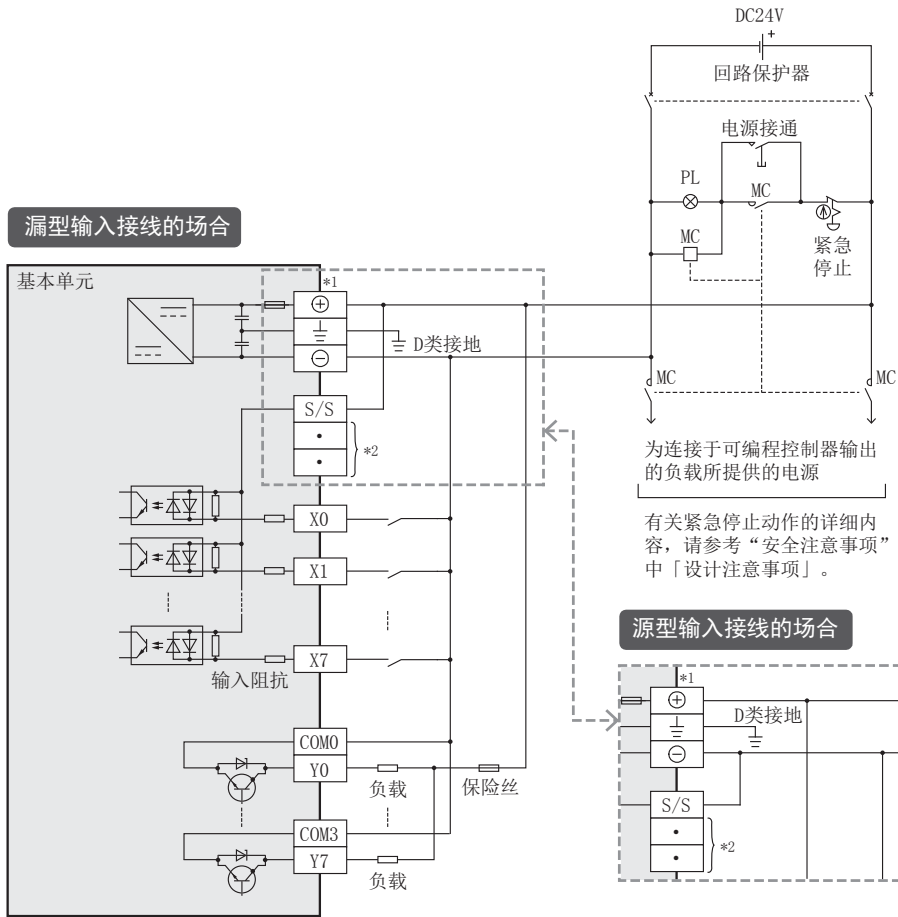 DC24V
+
回路保护器
电源接通
PL
MC
MC
紧急
停止
MC
MC
为连接于可编程控制器输出
的负载所提供的电源
有关紧急停止动作的详细内
容，请参考“安全注意事项”
中「设计注意事项」。
漏型输入接线的场合
基本单元
*1
D类接地
S/S
*2
X0
X1
X7
输入阻抗
COM0
Y0
负载
保险丝
COM3
Y7
负载
源型输入接线的场合
*1
D类接地
S/S
*2